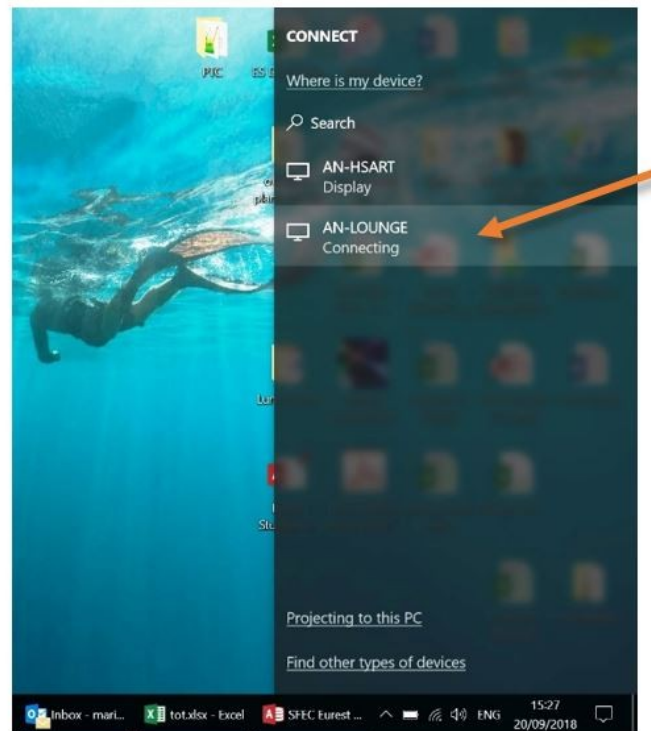 CONNECT
Where is my device?
Search
AN-HSART
Display
AN-LOUNGE
Connecting
Projecting to this PC
Find other types of devices
PIC
ES
Inbox - mari...
tot.xlsx - Excel
SFEC Eurest ...
ENG
15:27
20/09/2018